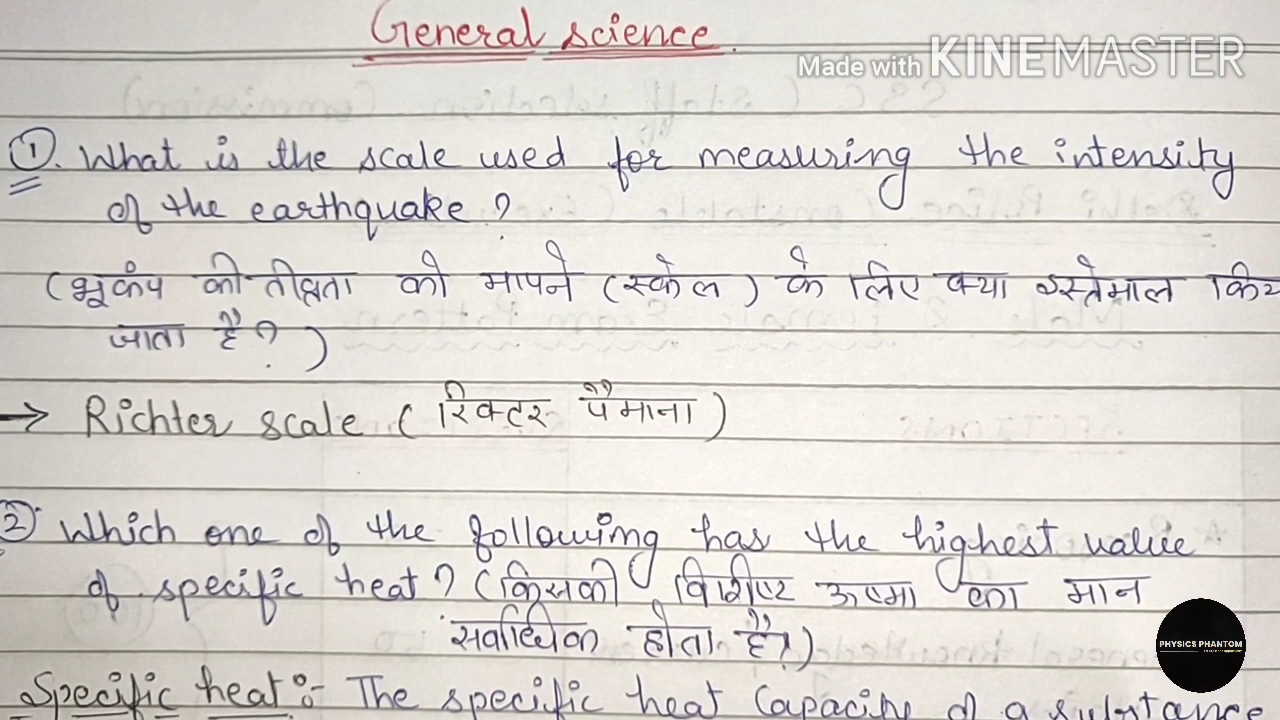 General science.
Made with KINEMASTER
① What is the scale used for measuring the intensity
of the earthquake ?
(भूकंप की तीव्रता को मापने (स्केल) के लिए क्या इस्तेमाल किय
जाता है ? )
→ Richter scale ( रिक्टर पैमाना )
② Which one of the following has the highest value
of specific heat ? (किसकी विशिष्ट ऊष्मा का मान
सर्वाधिक होता है ?)
PHYSICS PHANTOM
Specific heat :- The specific heat capacity of a substance